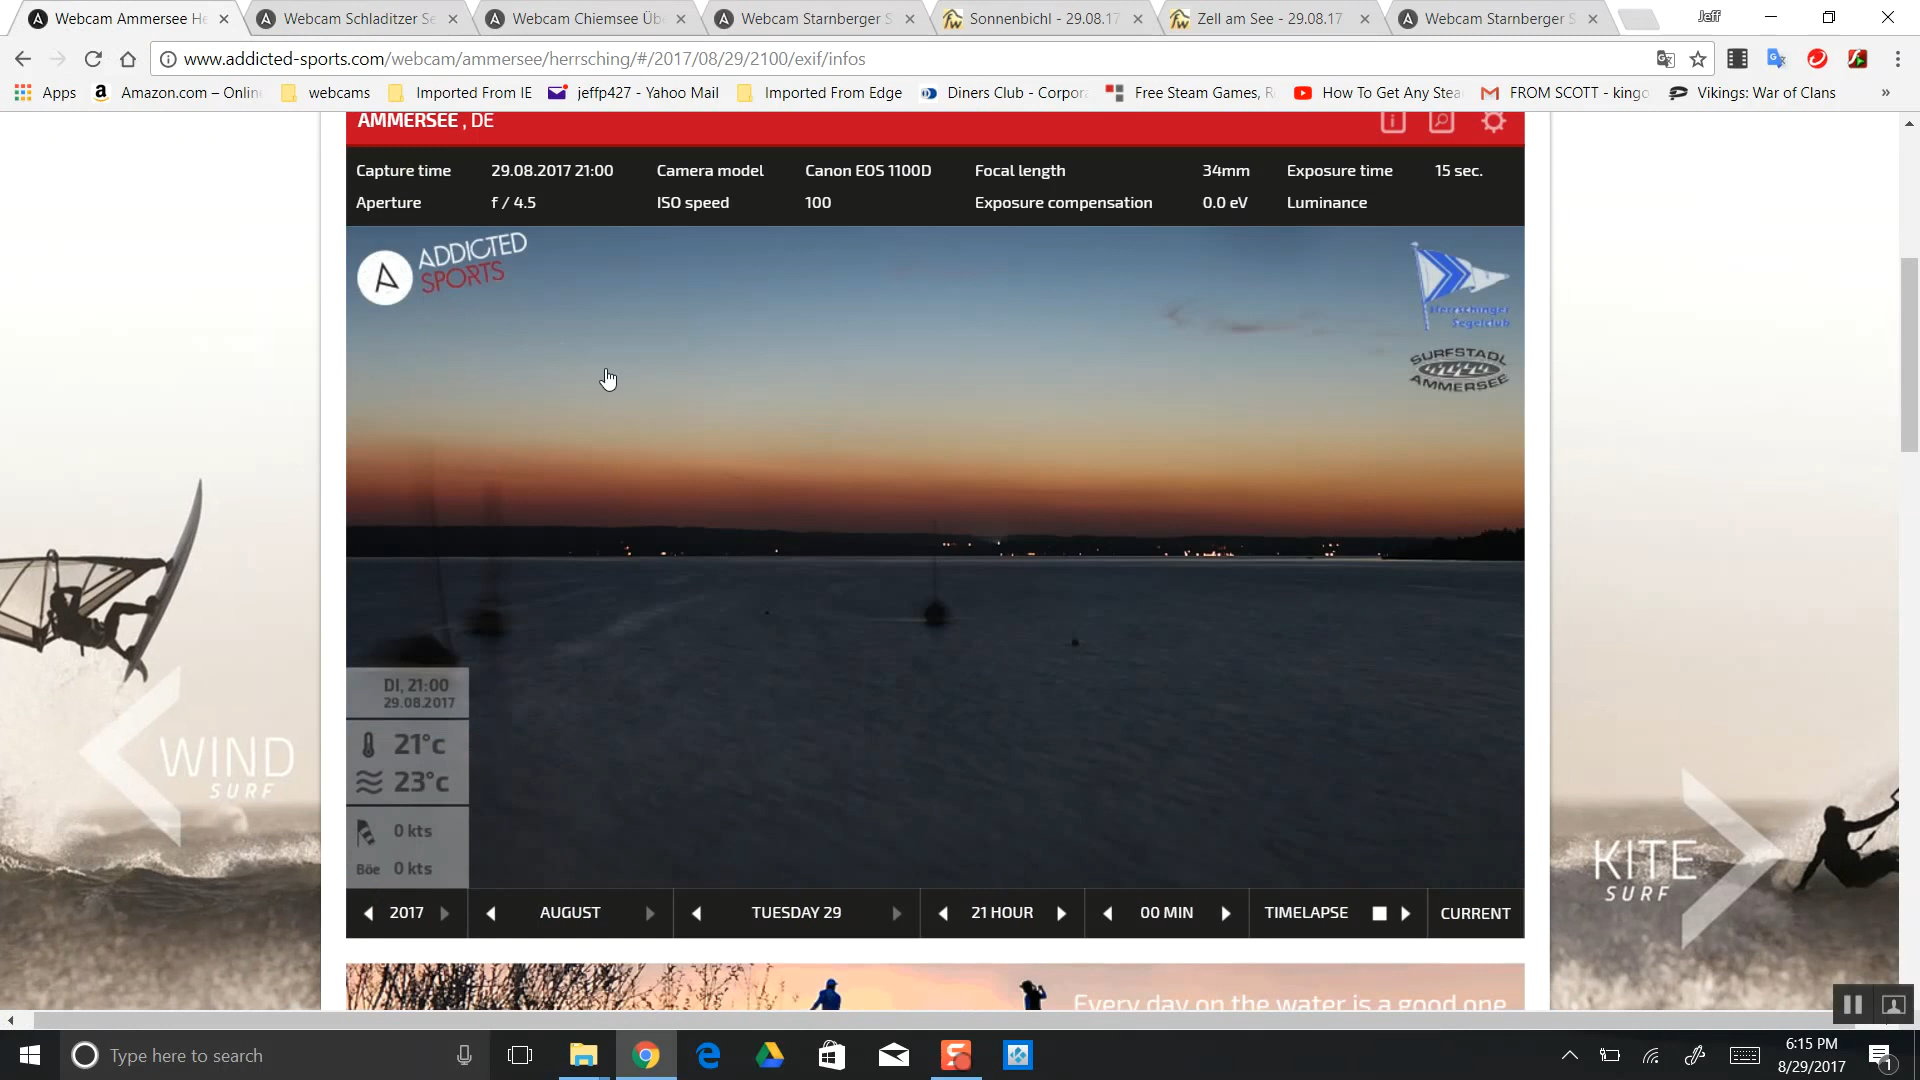 Webcam Ammersee He
Webcam Schladitzer Se
Webcam Chiemsee Üb
Webcam Starnberger S
Sonnenbichl - 29.08.17
Zell am See - 29.08.17
Webcam Starnberger S
Jeff
www.addicted-sports.com/webcam/ammersee/herrsching/#/2017/08/29/2100/exif/infos
Apps
Amazon.com – Onlin
webcams
Imported From IE
jeffp427 - Yahoo Mail
Imported From Edge
Diners Club - Corpora
Free Steam Games, R
How To Get Any Stea
FROM SCOTT - kingo
Vikings: War of Clans
»
AMMERSEE , DE
Capture time 29.08.2017 21:00 Camera model Canon EOS 1100D Focal length 34mm Exposure time 15 sec.
Aperture f / 4.5 ISO speed 100 Exposure compensation 0.0 eV Luminance
ADDICTED
SPORTS
Herrschinger
Segelclub
SURFSTADL
AMMERSEE
DI, 21:00
29.08.2017
21°c
23°c
0 kts
Böe 0 kts
WIND
SURF
KITE
SURF
2017 AUGUST TUESDAY 29 21 HOUR 00 MIN TIMELAPSE CURRENT
Every day on the water is a good one
Type here to search
6:15 PM
8/29/2017
1